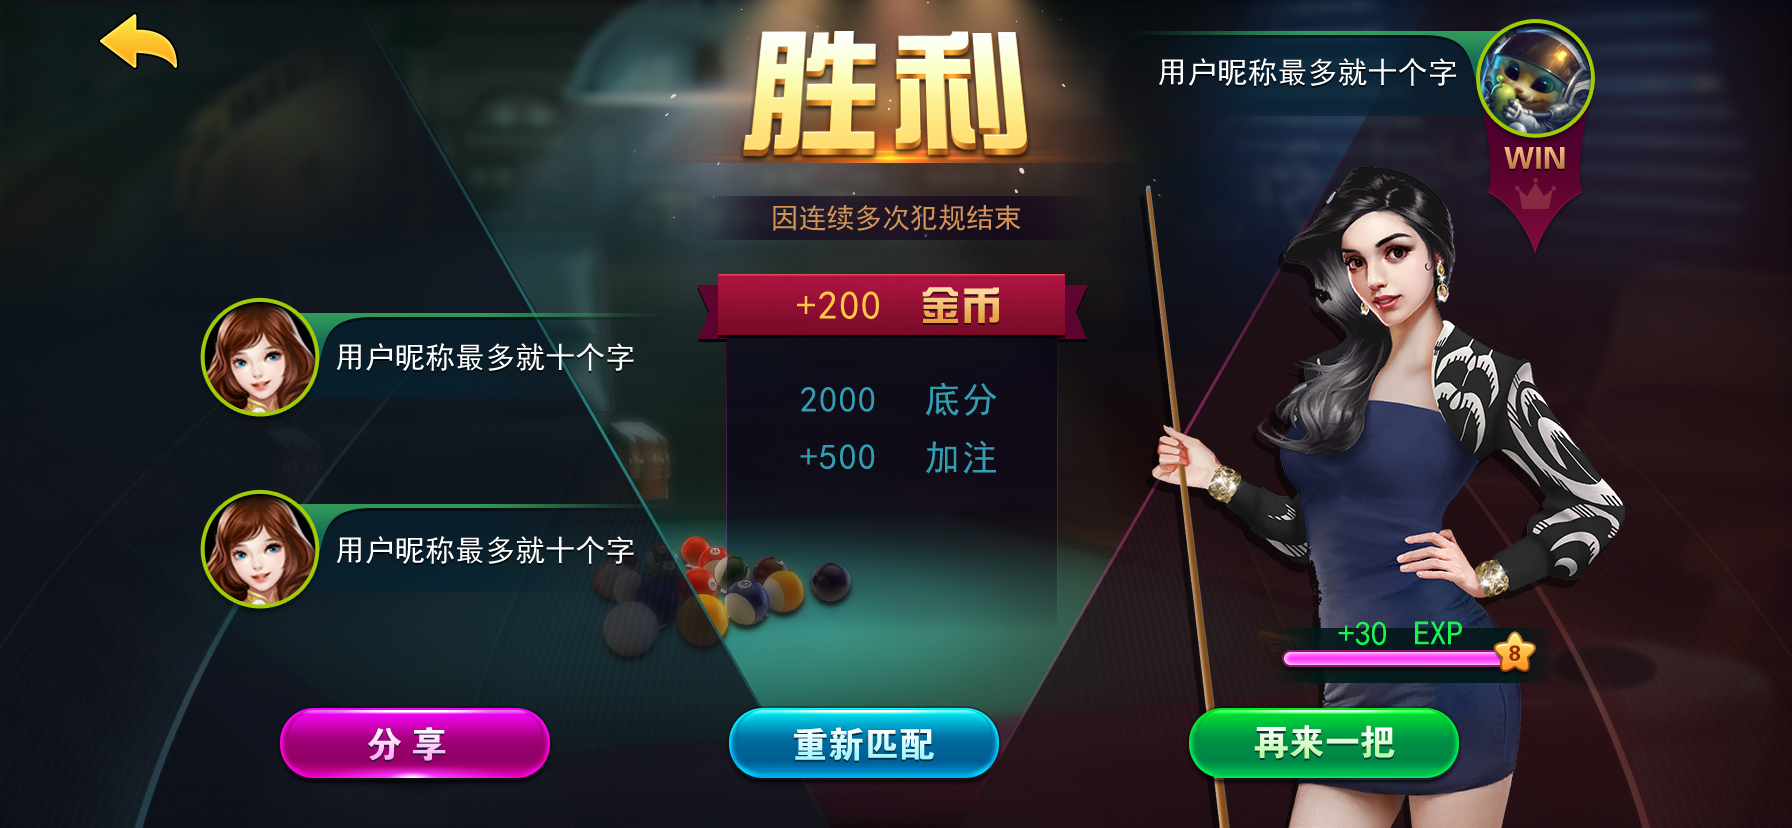 胜利
用户昵称最多就十个字
WIN
因连续多次犯规结束
+200 金币
用户昵称最多就十个字
2000 底分
+500 加注
用户昵称最多就十个字
+30 EXP
8
分享
重新匹配
再来一把